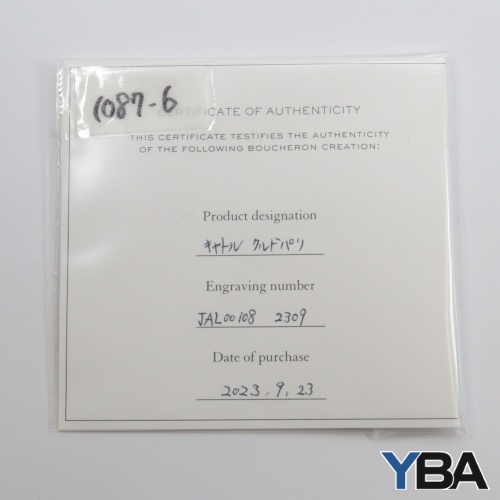 1087-6
CERTIFICATE OF AUTHENTICITY
THIS CERTIFICATE TESTIFIES THE AUTHENTICITY
OF THE FOLLOWING BOUCHERON CREATION:
Product designation
キャトル クルドパリ
Engraving number
JAL00108 2309
Date of purchase
2023.9.23
YBA